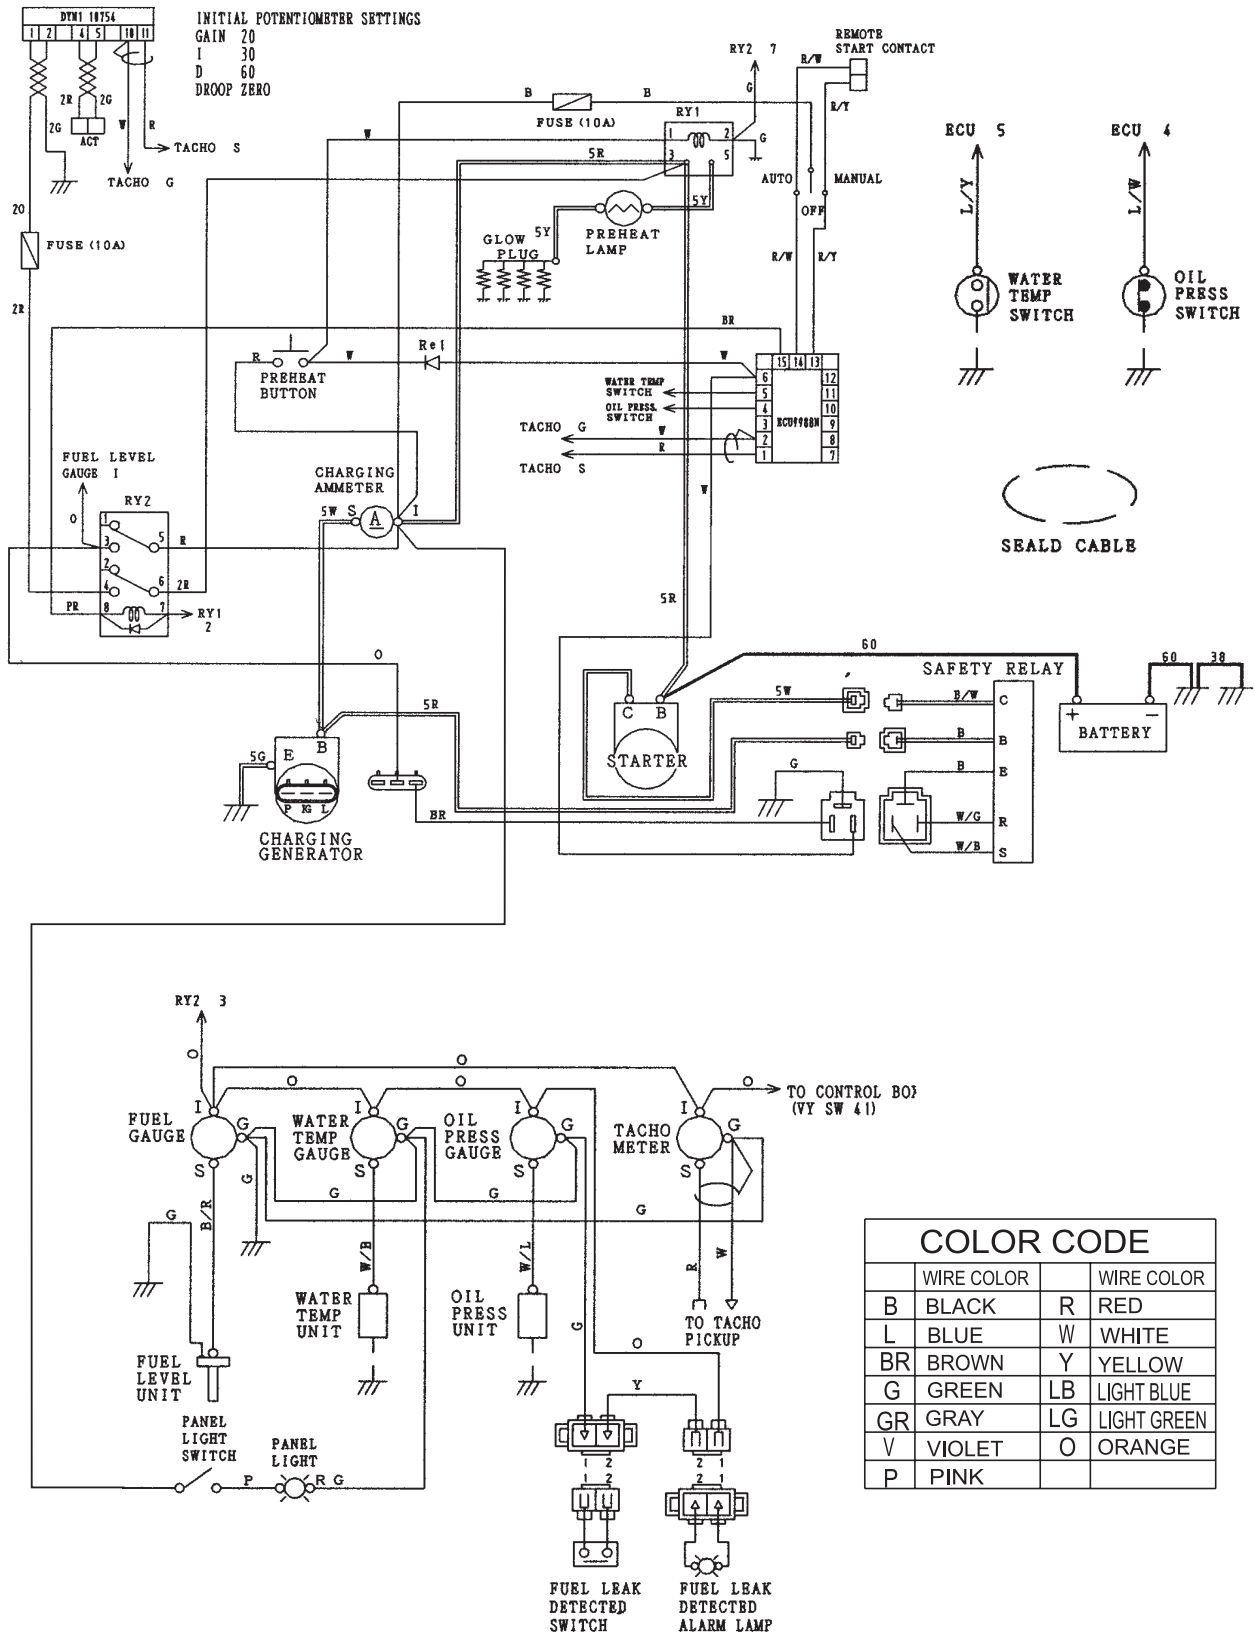 DYN1 10754
1 2 4 5 10 11
INITIAL POTENTIOMETER SETTINGS
GAIN 20
I 30
D 60
DROOP ZERO
2R 2G
2G
ACT
W R
TACHO S
TACHO G
20
FUSE (10A)
2R
B B
FUSE (10A)
W
5R
RY2 7
G
RY1
1 2
3 5
G
5Y
5Y
PREHEAT
LAMP
GLOW
PLUG
REMOTE
START CONTACT
R/W
R/Y
AUTO MANUAL
OFF
R/W R/Y
ECU 5
L/Y
WATER
TEMP
SWITCH
ECU 4
L/W
OIL
PRESS
SWITCH
BR
R W Rel W
PREHEAT
BUTTON
15 14 13
6 12
5 11
4 10
3 9
2 8
1 7
ECU9988N
WATER TEMP
SWITCH
OIL PRESS.
SWITCH
TACHO G W
TACHO S R
W
SEALD CABLE
FUEL LEVEL
GAUGE I
O
RY2
1
3 5 R
2
4 6 2R
PR 8 7
RY1
2
CHARGING
AMMETER
5W S A I
5R
O
5R
5G E B
P IG L
CHARGING
GENERATOR
BR
C B
STARTER
60
5W
G
SAFETY RELAY
B/W C
B B
B E
W/G R
W/B S
+ −
BATTERY
60 38
RY2 3
O
O
O O
O
TO CONTROL BOX
(VY SW 41)
FUEL
GAUGE
I G S
WATER
TEMP
GAUGE
I G S
OIL
PRESS
GAUGE
I G S
TACHO
METER
I G S
G G G
G
G
B/R
W/B
W/L
R W
TO TACHO
PICKUP
FUEL
LEVEL
UNIT
WATER
TEMP
UNIT
OIL
PRESS
UNIT
G
O
Y
PANEL
LIGHT
SWITCH
P
PANEL
LIGHT
R G
1 2
1 2
2 1
2 1
FUEL LEAK
DETECTED
SWITCH
FUEL LEAK
DETECTED
ALARM LAMP
COLOR CODE
WIRE COLOR WIRE COLOR
B BLACK R RED
L BLUE W WHITE
BR BROWN Y YELLOW
G GREEN LB LIGHT BLUE
GR GRAY LG LIGHT GREEN
V VIOLET O ORANGE
P PINK